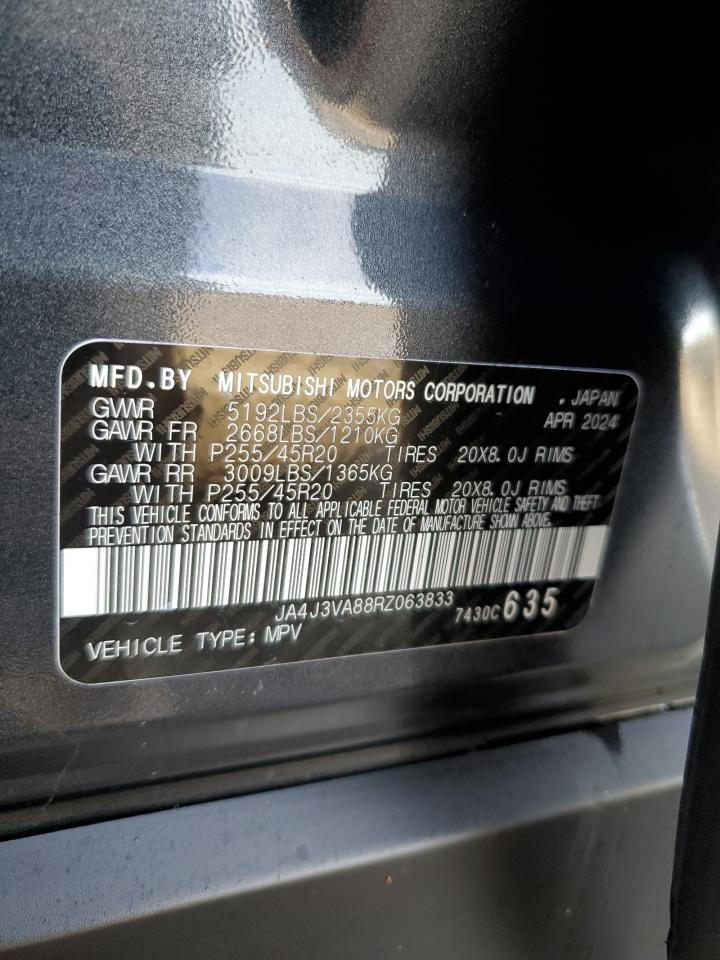 MFD.BY MITSUBISHI MOTORS CORPORATION . JAPAN
GVWR 5192LBS/2355KG APR 2024
GAWR FR 2668LBS/1210KG
WITH P255/45R20 TIRES 20X8.0J RIMS
GAWR RR 3009LBS/1365KG
WITH P255/45R20 TIRES 20X8.0J RIMS
THIS VEHICLE CONFORMS TO ALL APPLICABLE FEDERAL MOTOR VEHICLE SAFETY AND THEFT
PREVENTION STANDARDS IN EFFECT ON THE DATE OF MANUFACTURE SHOWN ABOVE.
JA4J3VA88RZ063833
7430C 635
VEHICLE TYPE: MPV